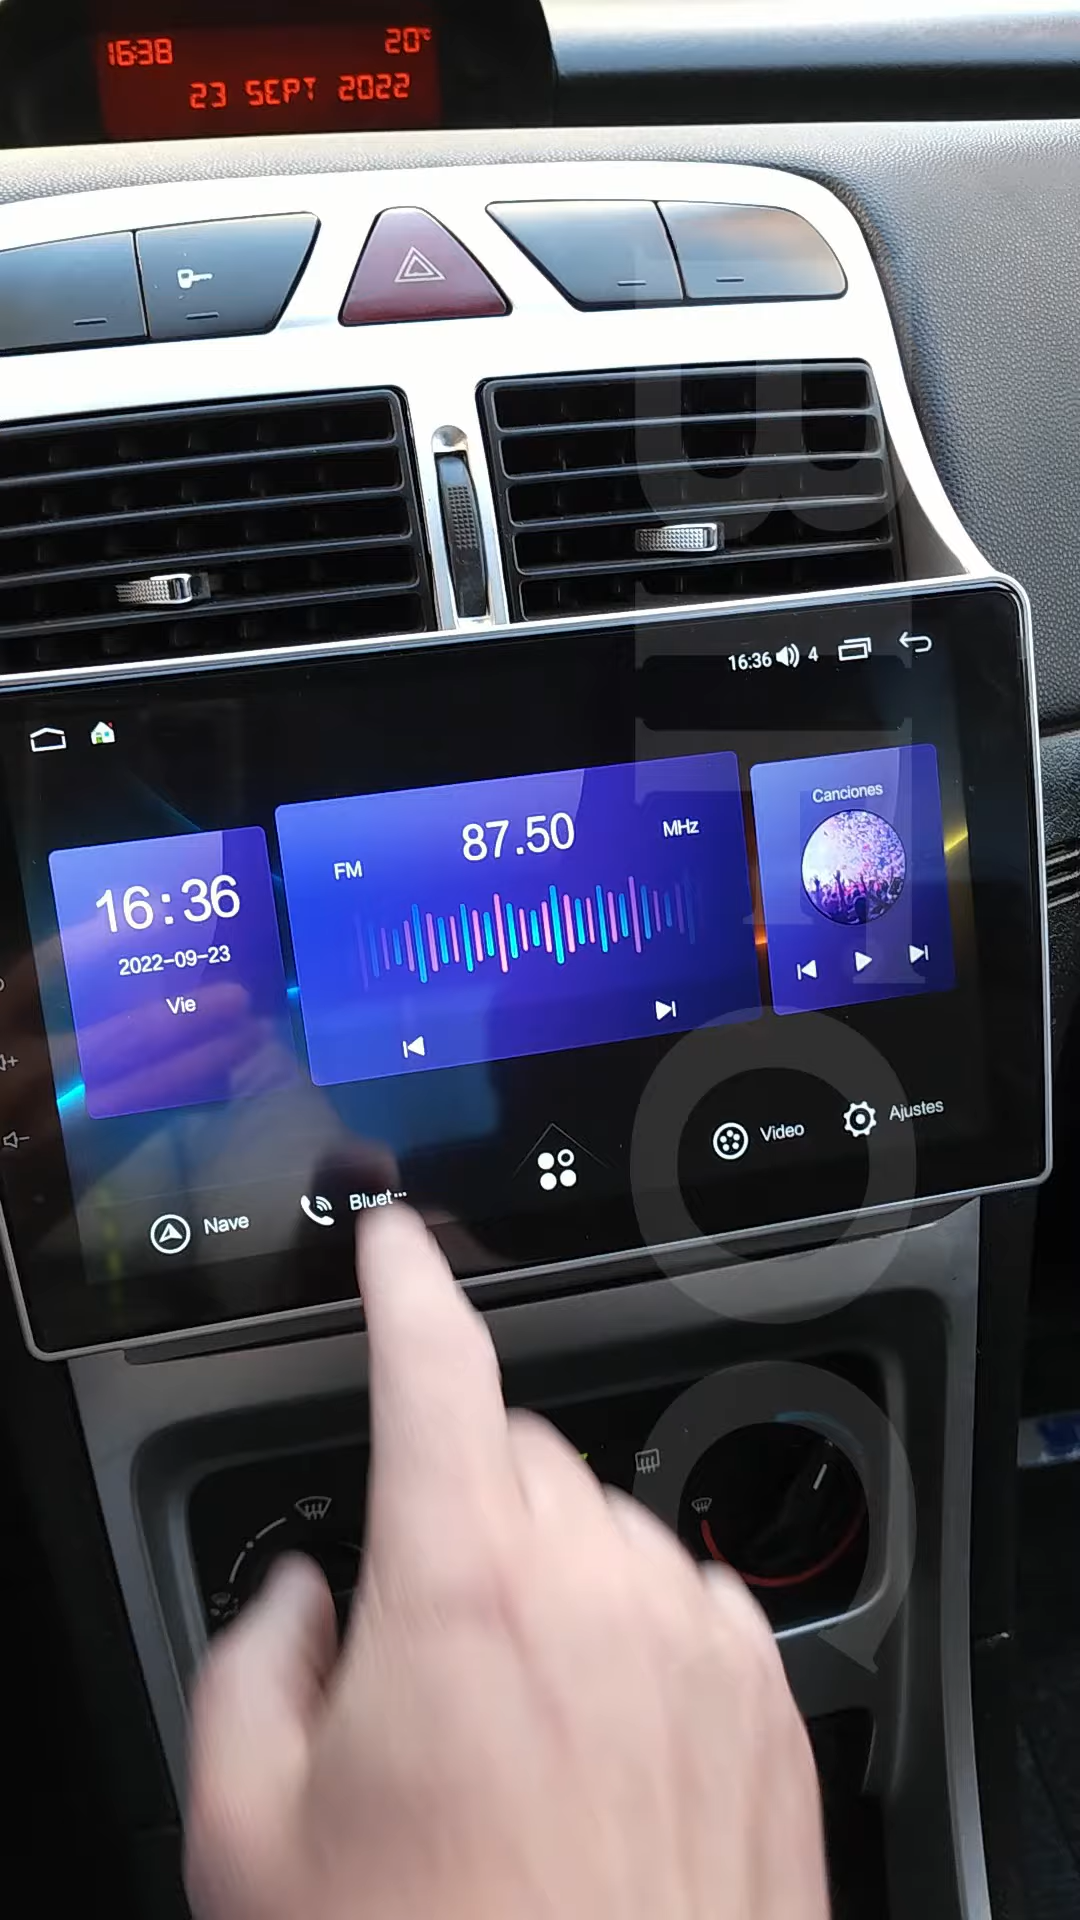 16:38 20°
23 SEPT 2022
16:36 4
87.50
FM MHz
Canciones
16:36
2022-09-23
Vie
Nave
Bluet...
Video
Ajustes